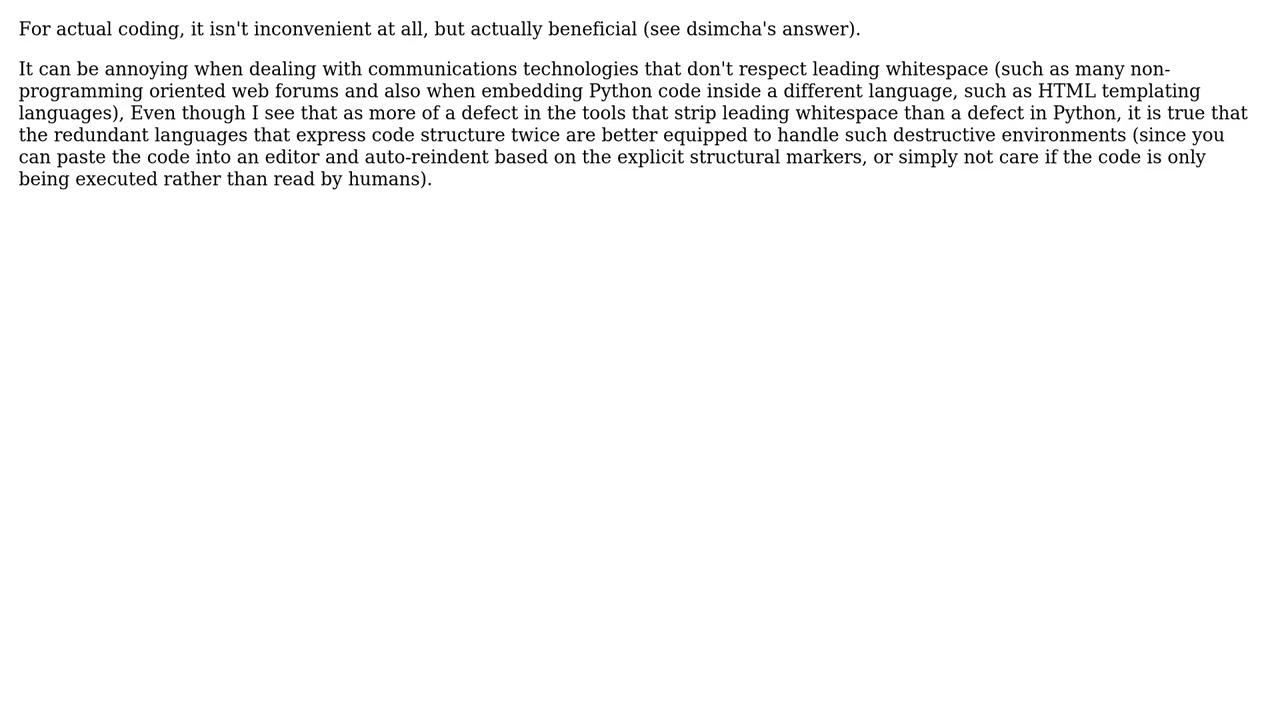 For actual coding, it isn't inconvenient at all, but actually beneficial (see dsimcha's answer).
It can be annoying when dealing with communications technologies that don't respect leading whitespace (such as many non-
programming oriented web forums and also when embedding Python code inside a different language, such as HTML templating
languages), Even though I see that as more of a defect in the tools that strip leading whitespace than a defect in Python, it is true that
the redundant languages that express code structure twice are better equipped to handle such destructive environments (since you
can paste the code into an editor and auto-reindent based on the explicit structural markers, or simply not care if the code is only
being executed rather than read by humans).